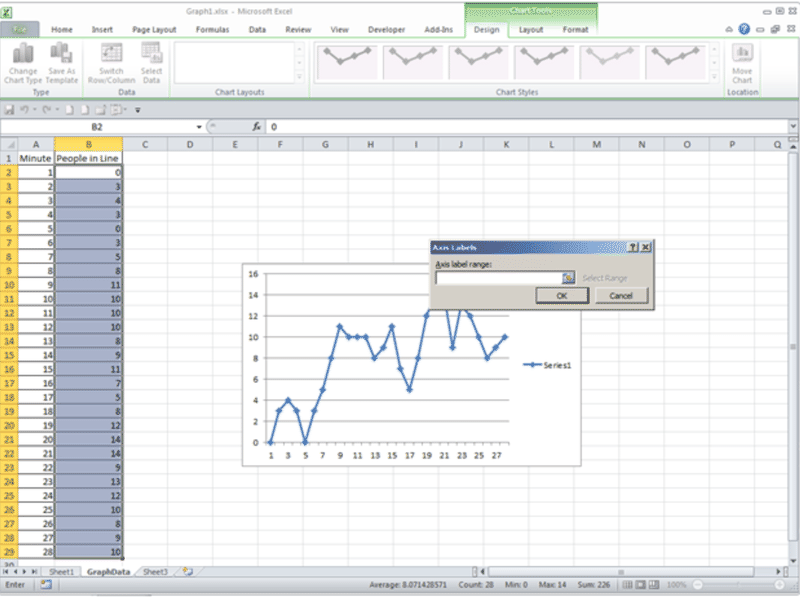 Graph1.xlsx - Microsoft Excel
Chart Tools
File Home Insert Page Layout Formulas Data Review View Developer Add-Ins Design Layout Format
Change Chart Type
Save As Template
Switch Row/Column
Select Data
Move Chart
Type Data Chart Layouts Chart Styles Location
B2 fx 0
A B C D E F G H I J K L M N O P Q
1 Minute People in Line
2 1 0
3 2 3
4 3 4
5 4 3
6 5 0
7 6 3
8 7 5
9 8 8
10 9 11
11 10 10
12 11 10
13 12 10
14 13 8
15 14 9
16 15 11
17 16 7
18 17 5
19 18 8
20 19 12
21 20 14
22 21 14
23 22 9
24 23 13
25 24 12
26 25 10
27 26 8
28 27 9
29 28 10
30
Axis Labels
Axis label range:
Select Range
OK Cancel
16
14
12
10
8
6
4
2
0
1 3 5 7 9 11 13 15 17 19 21 23 25 27
Series1
Sheet1 GraphData Sheet3
Enter Average: 8.071428571 Count: 28 Min: 0 Max: 14 Sum: 226 100%